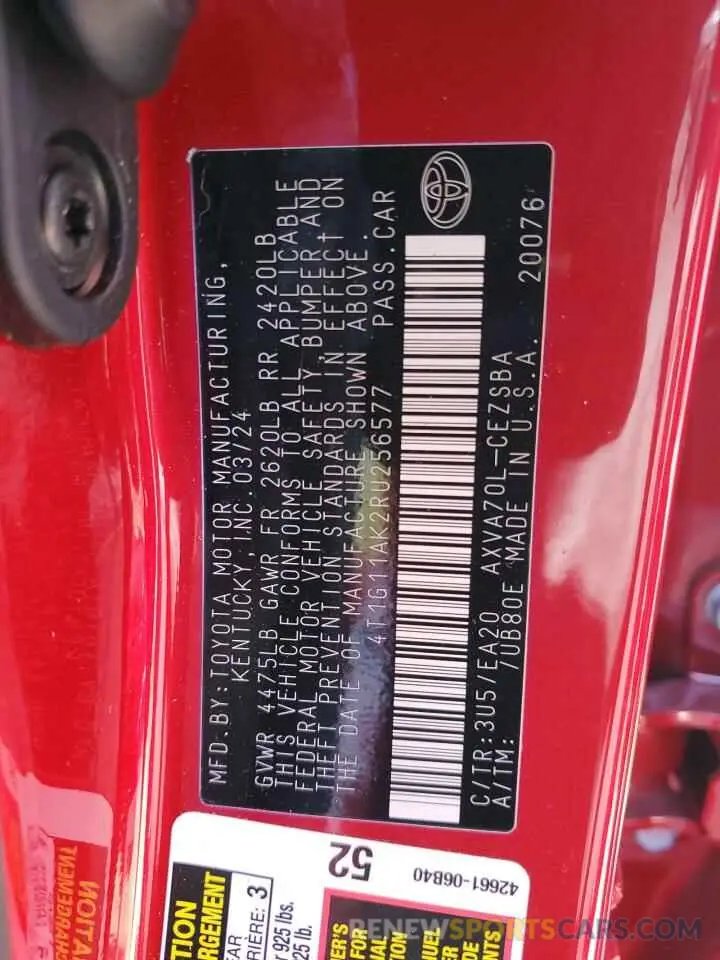 MFD.BY:TOYOTA MOTOR MANUFACTURING,
KENTUCKY, INC. 03/24
GVWR 4475LB GAWR FR 2620LB RR 2420LB
THIS VEHICLE CONFORMS TO ALL APPLICABLE
FEDERAL MOTOR VEHICLE SAFETY, BUMPER AND
THEFT PREVENTION STANDARDS IN EFFECT ON
THE DATE OF MANUFACTURE SHOWN ABOVE.
4T1G11AK2RU256577 PASS.CAR
C/TR:3U5/EA20 AXVA70L-CEZSBA
A/TM: /UB80E MADE IN U.S.A. 20076
52
42661-06B40
3
925 lbs.
RENEWSPORTSCARS.COM